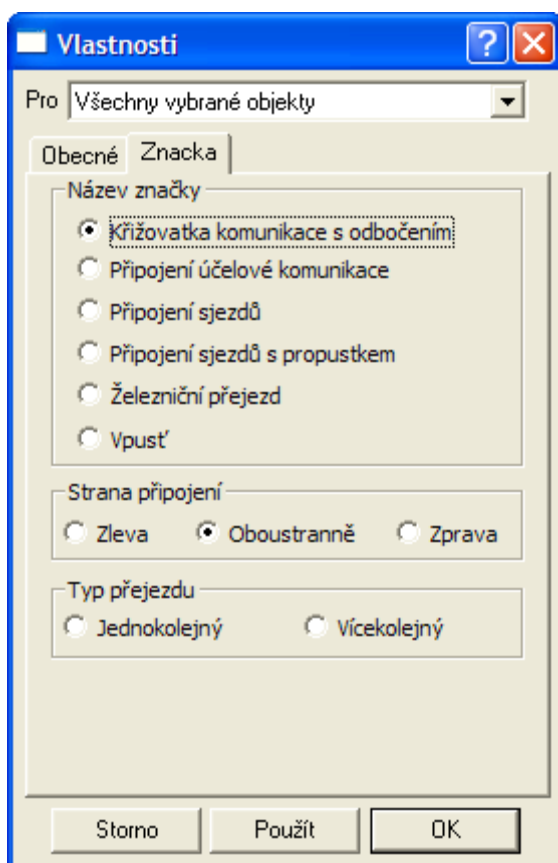 Vlastnosti
Pro Všechny vybrané objekty
Obecné Znacka
Název značky
Křižovatka komunikace s odbočením
Připojení účelové komunikace
Připojení sjezdů
Připojení sjezdů s propustkem
Železniční přejezd
Vpusť
Strana připojení
Zleva Oboustranně Zprava
Typ přejezdu
Jednokolejný Vícekolejný
Storno Použít OK